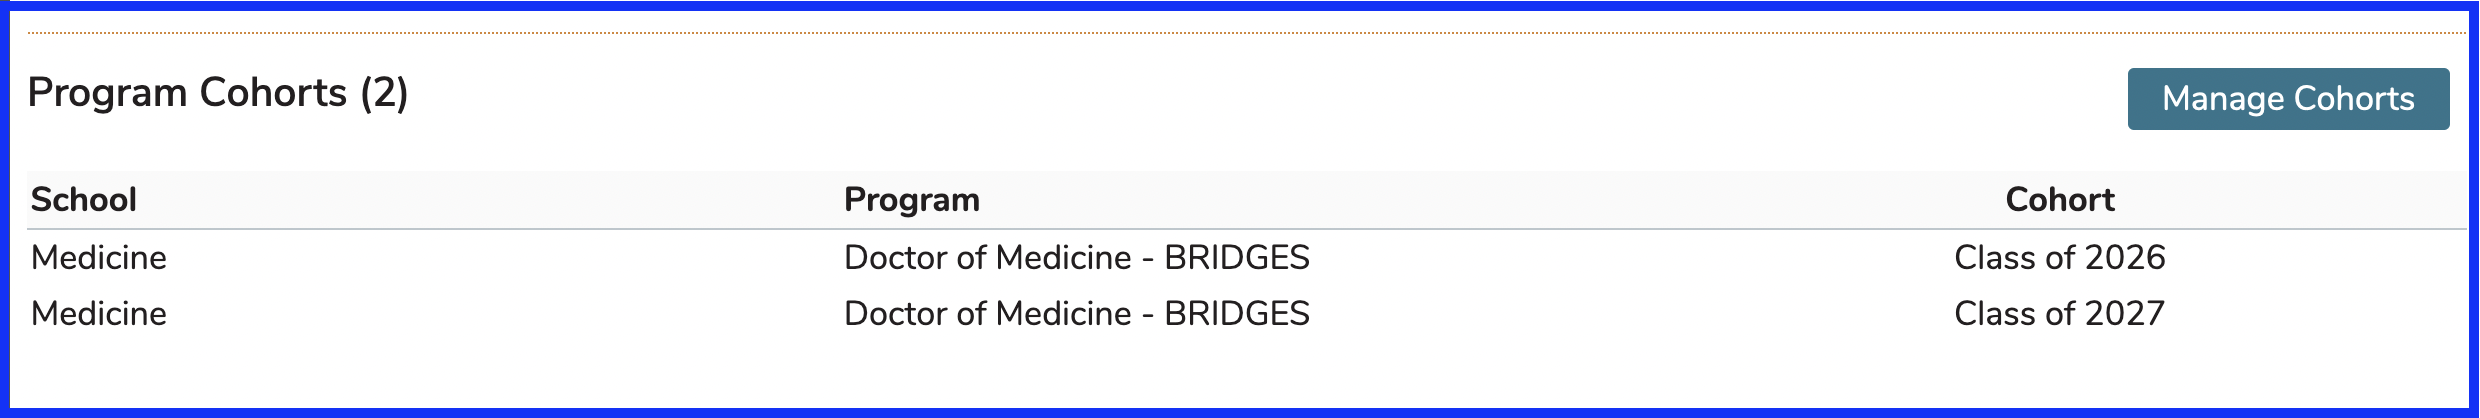 Program Cohorts (2)
Manage Cohorts
School Program Cohort
Medicine Doctor of Medicine - BRIDGES Class of 2026
Medicine Doctor of Medicine - BRIDGES Class of 2027